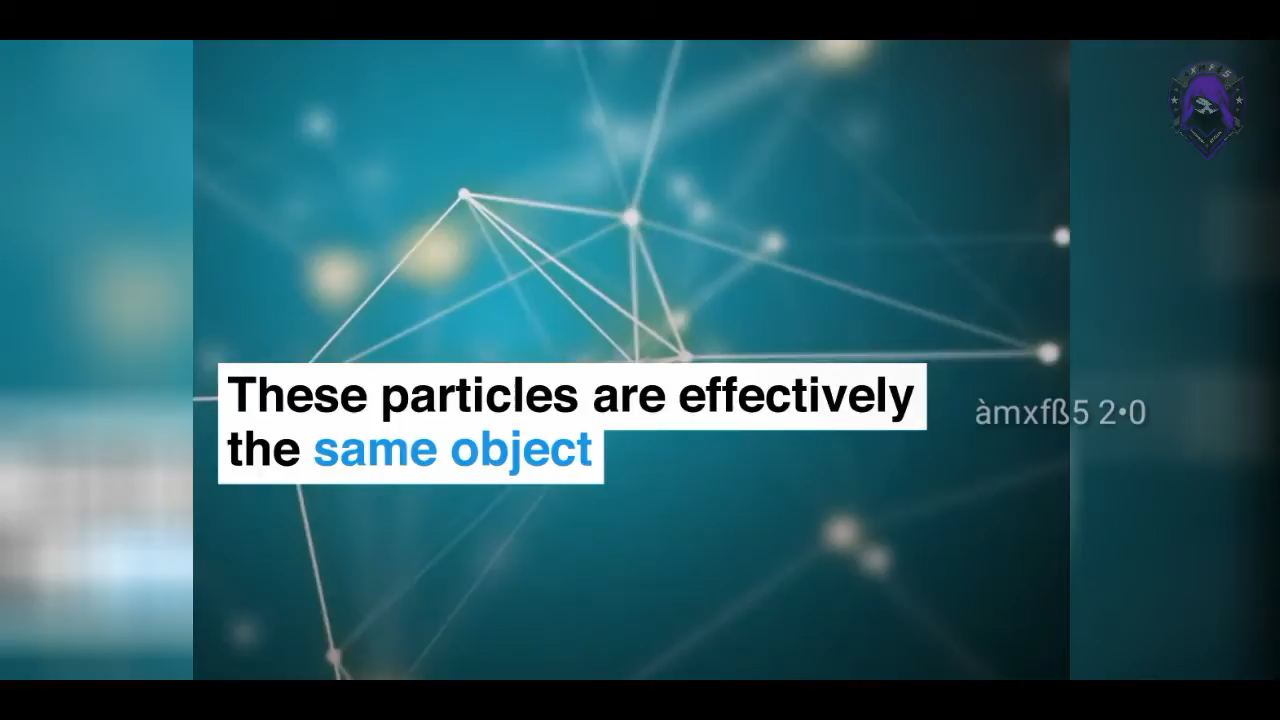 These particles are effectively
the same object
àmxfß5 2•0